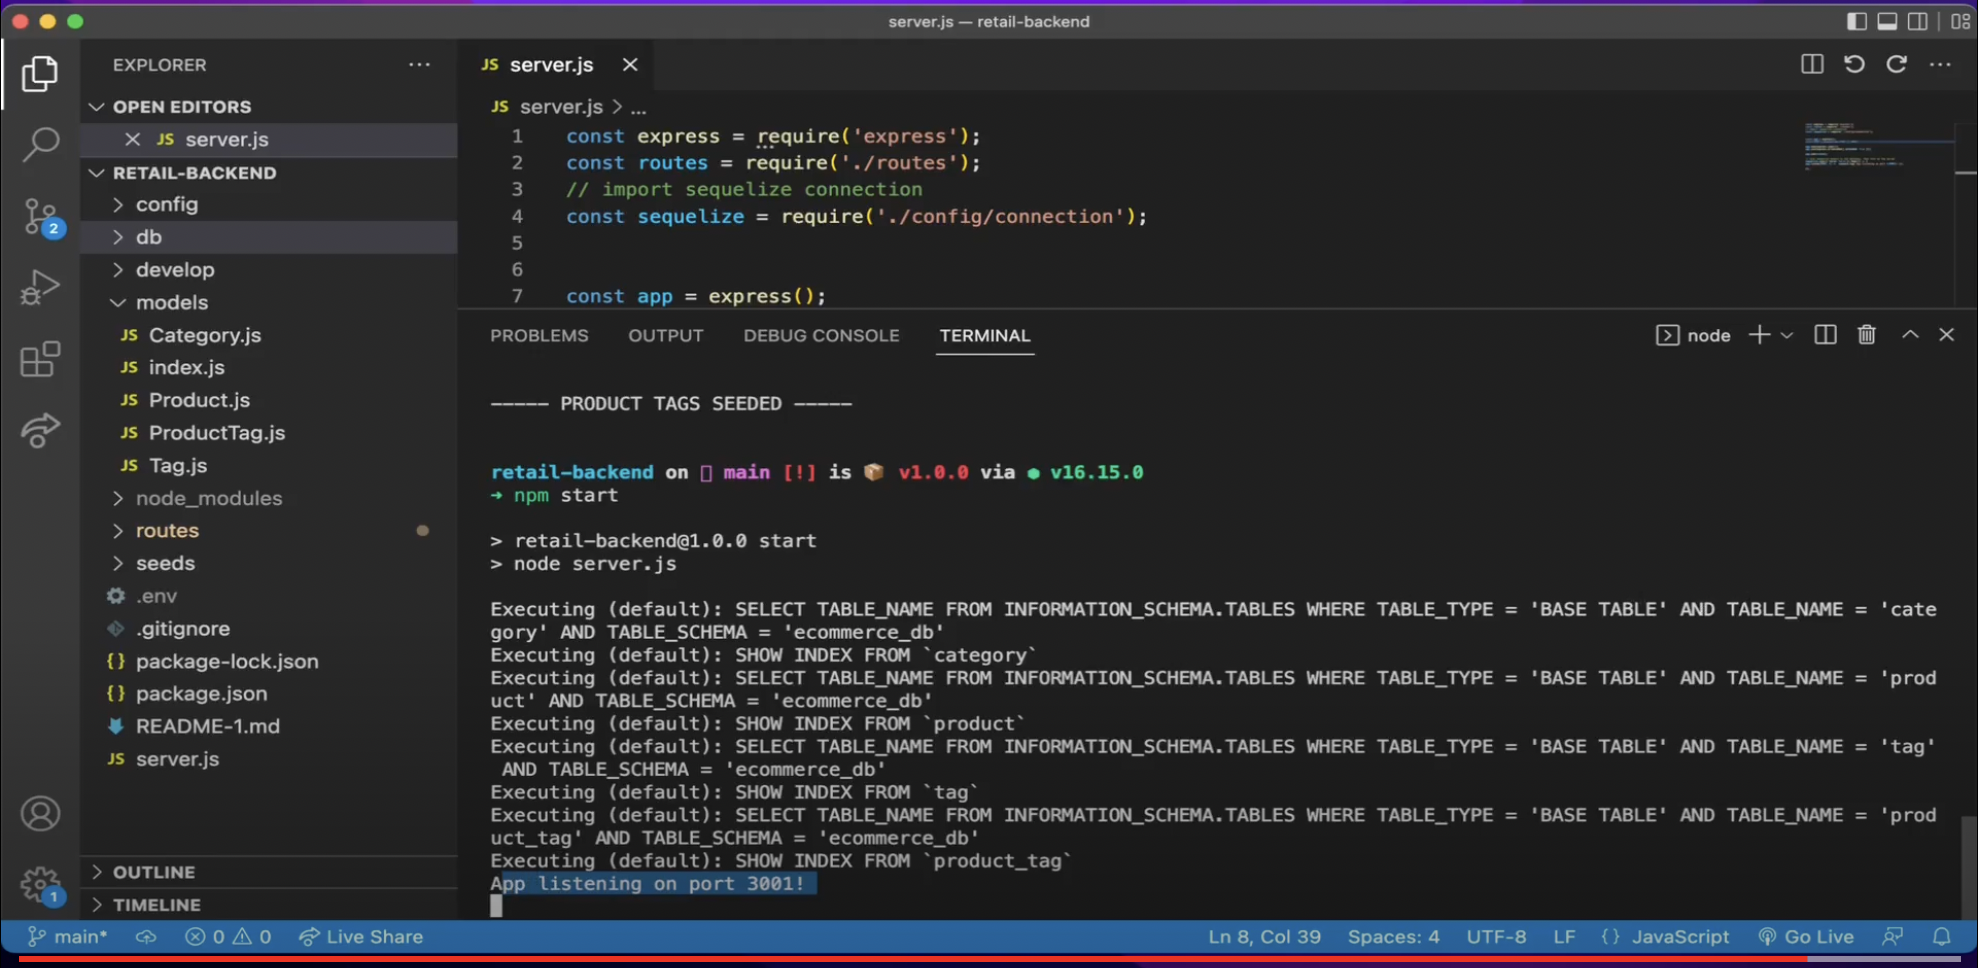 server.js — retail-backend
EXPLORER
OPEN EDITORS
JS server.js
RETAIL-BACKEND
config
db
develop
models
JS Category.js
JS index.js
JS Product.js
JS ProductTag.js
JS Tag.js
node_modules
routes
seeds
.env
.gitignore
{} package-lock.json
{} package.json
README-1.md
JS server.js
OUTLINE
TIMELINE
2
1
JS server.js
JS server.js > ...
1 const express = require('express');
2 const routes = require('./routes');
3 // import sequelize connection
4 const sequelize = require('./config/connection');
5
6
7 const app = express();
PROBLEMS OUTPUT DEBUG CONSOLE TERMINAL
node
----- PRODUCT TAGS SEEDED -----
retail-backend on main [!] is 📦 v1.0.0 via ⬢ v16.15.0
➜ npm start
> retail-backend@1.0.0 start
> node server.js
Executing (default): SELECT TABLE_NAME FROM INFORMATION_SCHEMA.TABLES WHERE TABLE_TYPE = 'BASE TABLE' AND TABLE_NAME = 'cate
gory' AND TABLE_SCHEMA = 'ecommerce_db'
Executing (default): SHOW INDEX FROM `category`
Executing (default): SELECT TABLE_NAME FROM INFORMATION_SCHEMA.TABLES WHERE TABLE_TYPE = 'BASE TABLE' AND TABLE_NAME = 'prod
uct' AND TABLE_SCHEMA = 'ecommerce_db'
Executing (default): SHOW INDEX FROM `product`
Executing (default): SELECT TABLE_NAME FROM INFORMATION_SCHEMA.TABLES WHERE TABLE_TYPE = 'BASE TABLE' AND TABLE_NAME = 'tag'
AND TABLE_SCHEMA = 'ecommerce_db'
Executing (default): SHOW INDEX FROM `tag`
Executing (default): SELECT TABLE_NAME FROM INFORMATION_SCHEMA.TABLES WHERE TABLE_TYPE = 'BASE TABLE' AND TABLE_NAME = 'prod
uct_tag' AND TABLE_SCHEMA = 'ecommerce_db'
Executing (default): SHOW INDEX FROM `product_tag`
App listening on port 3001!
main* 0 0 Live Share Ln 8, Col 39 Spaces: 4 UTF-8 LF {} JavaScript Go Live